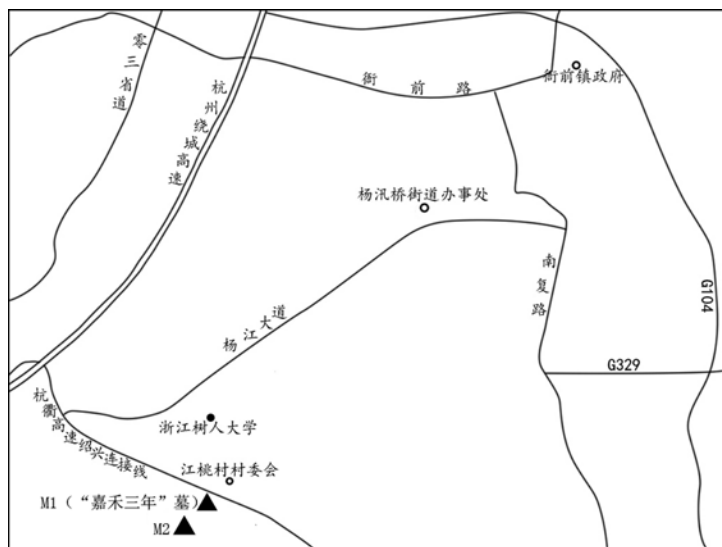 零三省道
杭州绕城高速
衙前路
衙前镇政府
杨汛桥街道办事处
南复路
G104
杨江大道
G329
杭衢高速绍兴连接线
浙江树人大学
江桃村村委会
M1（“嘉禾三年”墓）
M2